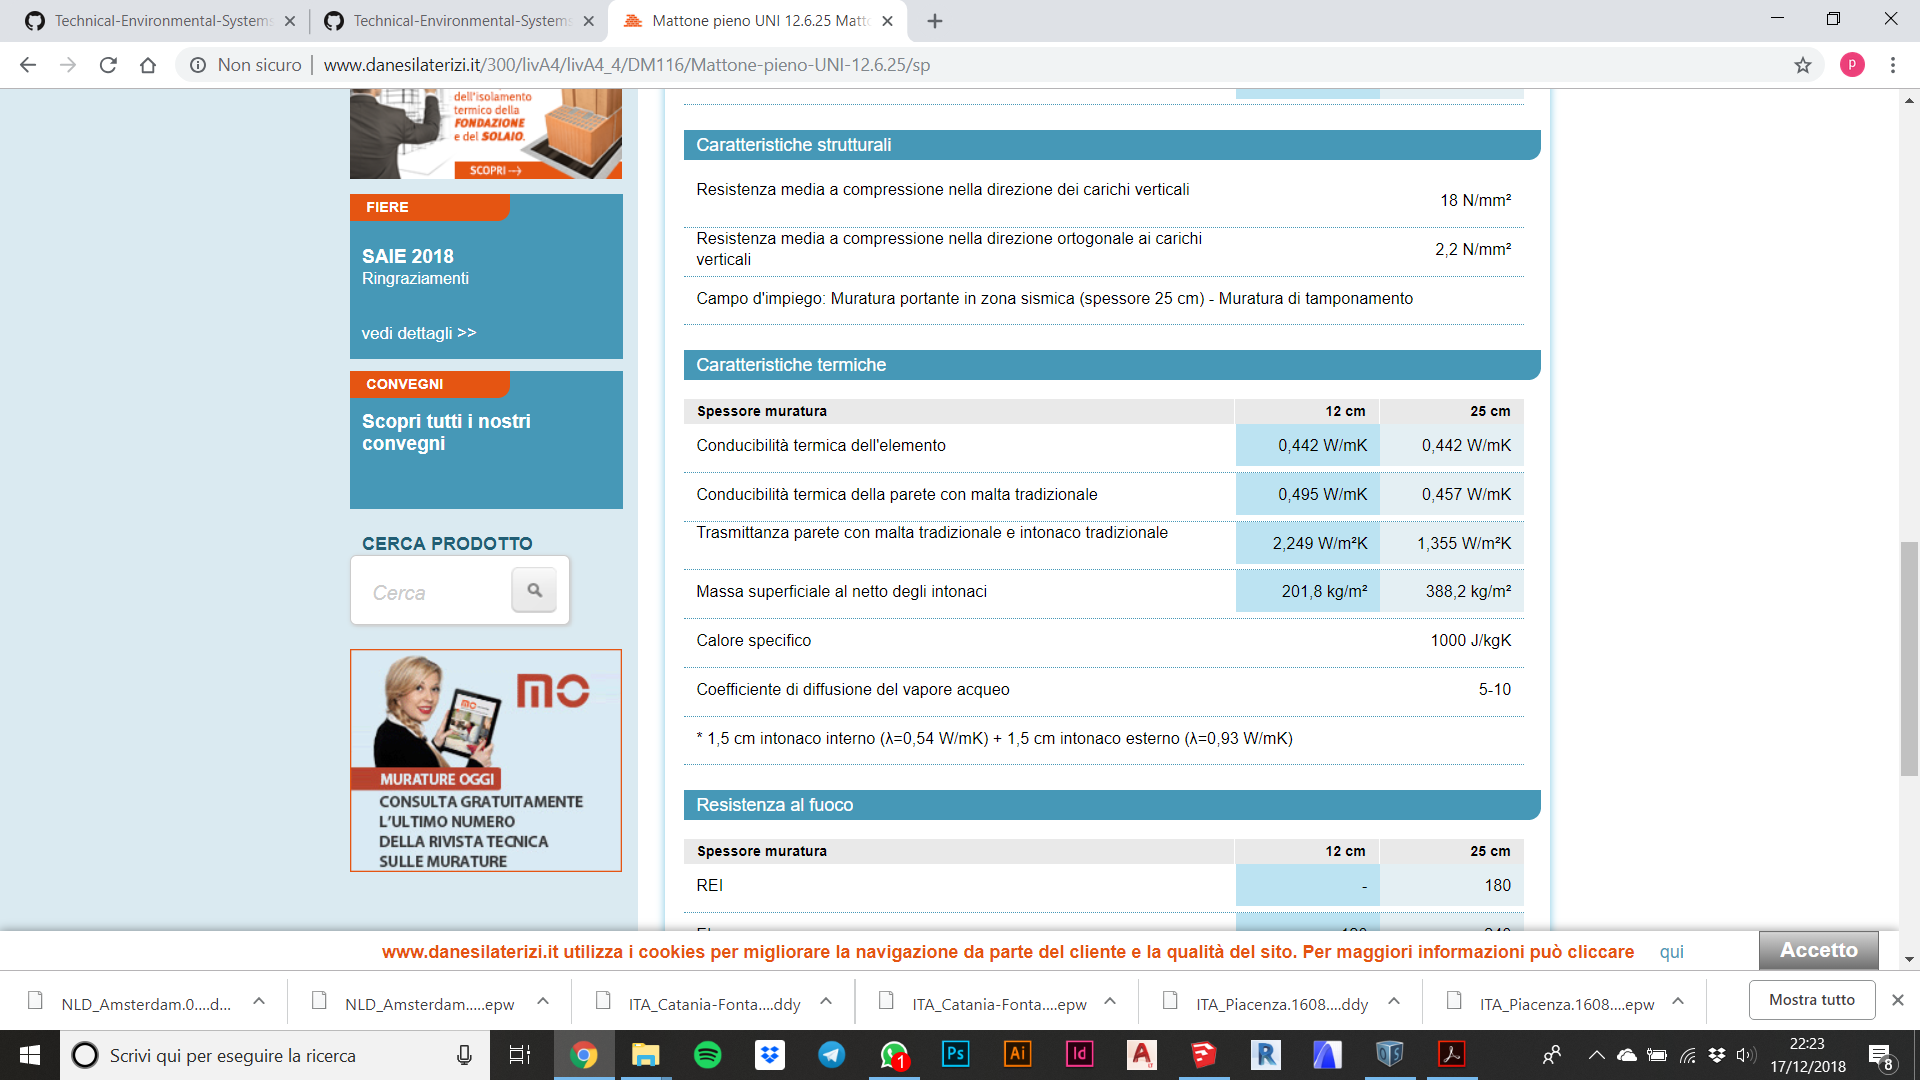 Technical-Environmental-Systems
Technical-Environmental-Systems
Mattone pieno UNI 12.6.25 Matto
Non sicuro
www.danesilaterizi.it/300/livA4/livA4_4/DM116/Mattone-pieno-UNI-12.6.25/sp
P
dell'isolamento
termico della
FONDAZIONE
e del SOLAIO.
SCOPRI
FIERE
SAIE 2018
Ringraziamenti
vedi dettagli >>
CONVEGNI
Scopri tutti i nostri
convegni
CERCA PRODOTTO
Cerca
mo
MURATURE OGGI
CONSULTA GRATUITAMENTE
L'ULTIMO NUMERO
DELLA RIVISTA TECNICA
SULLE MURATURE
Caratteristiche strutturali
Resistenza media a compressione nella direzione dei carichi verticali
18 N/mm²
Resistenza media a compressione nella direzione ortogonale ai carichi
verticali
2,2 N/mm²
Campo d'impiego: Muratura portante in zona sismica (spessore 25 cm) - Muratura di tamponamento
Caratteristiche termiche
Spessore muratura 12 cm 25 cm
Conducibilità termica dell'elemento 0,442 W/mK 0,442 W/mK
Conducibilità termica della parete con malta tradizionale 0,495 W/mK 0,457 W/mK
Trasmittanza parete con malta tradizionale e intonaco tradizionale 2,249 W/m²K 1,355 W/m²K
Massa superficiale al netto degli intonaci 201,8 kg/m² 388,2 kg/m²
Calore specifico 1000 J/kgK
Coefficiente di diffusione del vapore acqueo 5-10
* 1,5 cm intonaco interno (λ=0,54 W/mK) + 1,5 cm intonaco esterno (λ=0,93 W/mK)
Resistenza al fuoco
Spessore muratura 12 cm 25 cm
REI - 180
www.danesilaterizi.it utilizza i cookies per migliorare la navigazione da parte del cliente e la qualità del sito. Per maggiori informazioni può cliccare qui
Accetto
NLD_Amsterdam.0....d...
NLD_Amsterdam.....epw
ITA_Catania-Fonta....ddy
ITA_Catania-Fonta....epw
ITA_Piacenza.1608....ddy
ITA_Piacenza.1608....epw
Mostra tutto
Scrivi qui per eseguire la ricerca
1
Ps
Ai
Id
A
R
22:23
17/12/2018
8